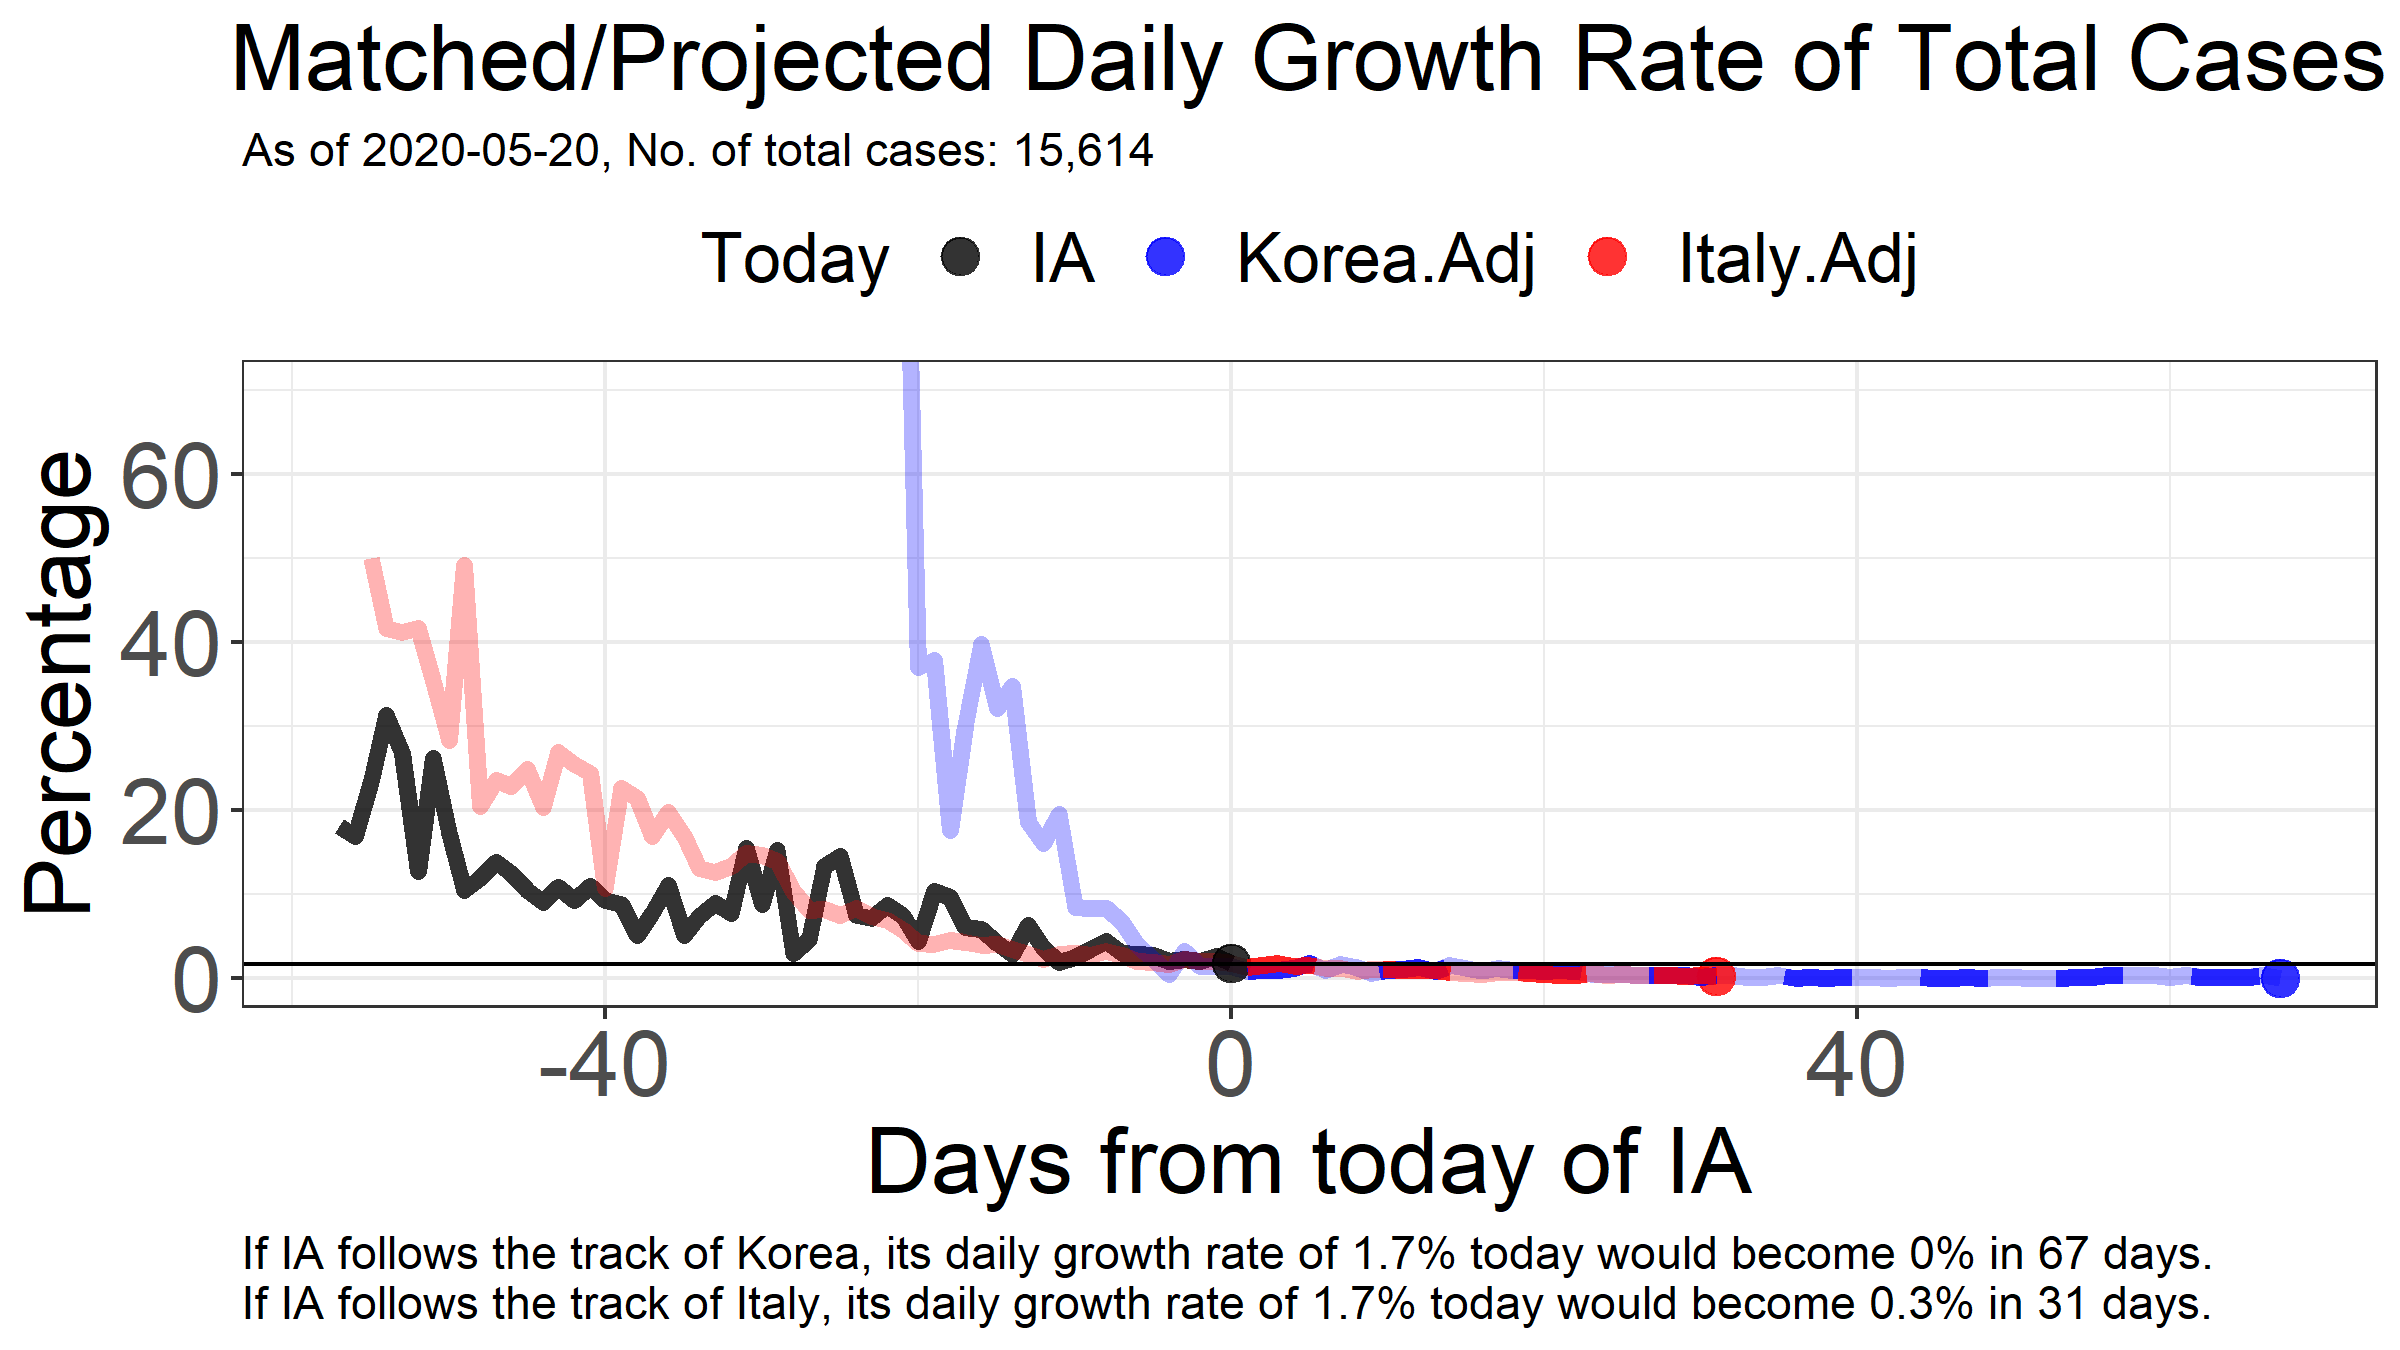 Matched/Projected Daily Growth Rate of Total Cases
As of 2020-05-20, No. of total cases: 15,614
Today IA Korea.Adj Italy.Adj
Percentage
60
40
20
0
-40 0 40
Days from today of IA
If IA follows the track of Korea, its daily growth rate of 1.7% today would become 0% in 67 days.
If IA follows the track of Italy, its daily growth rate of 1.7% today would become 0.3% in 31 days.